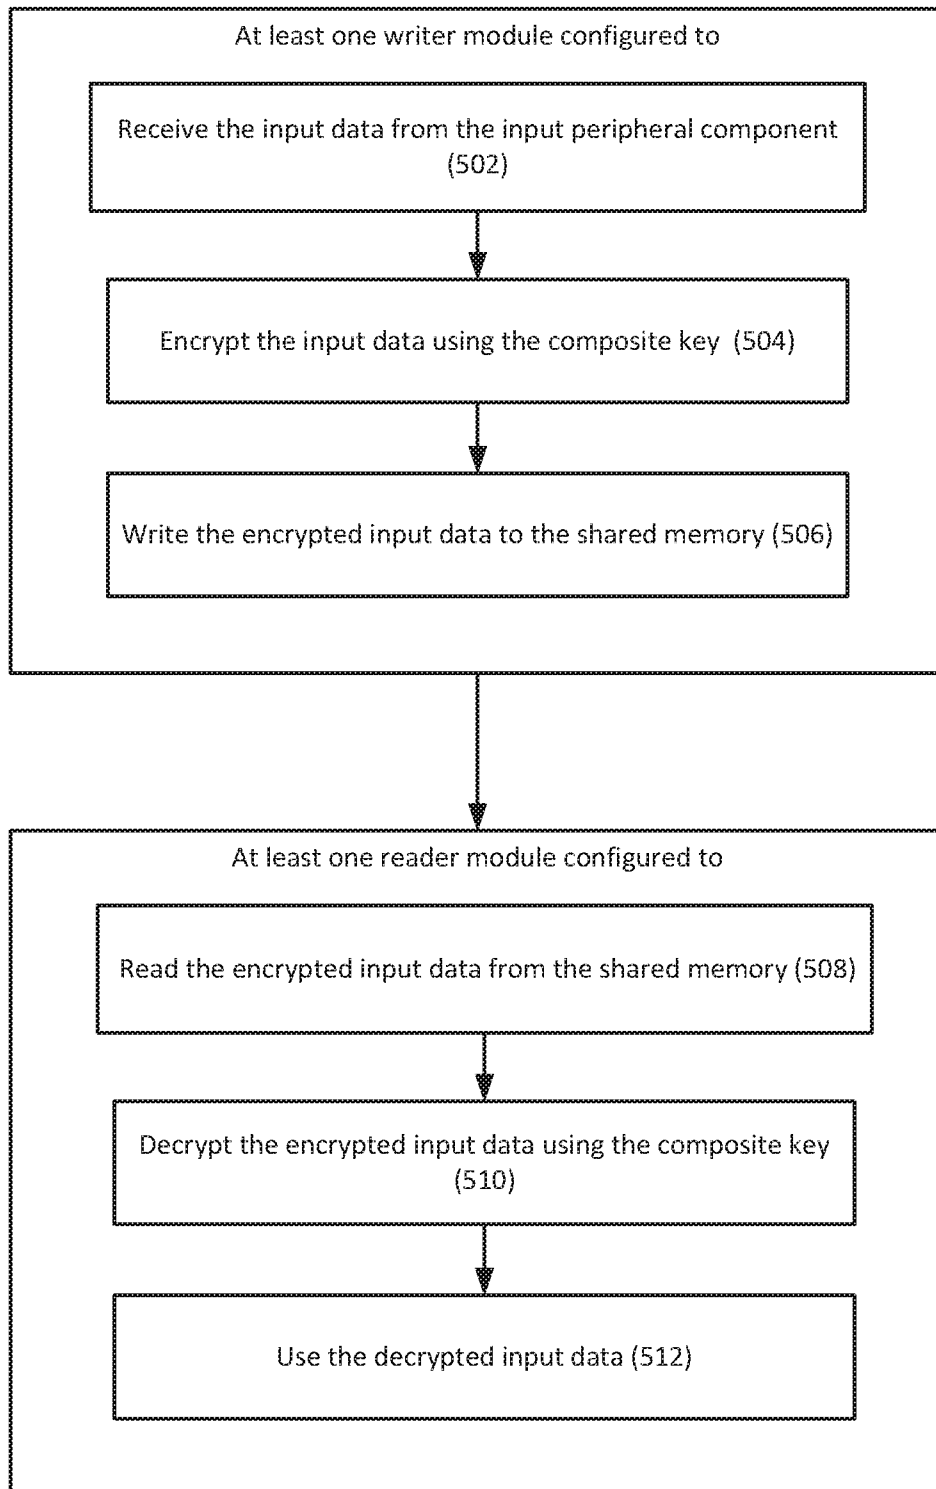 At least one writer module configured to
Receive the input data from the input peripheral component
(502)
Encrypt the input data using the composite key (504)
Write the encrypted input data to the shared memory (506)
At least one reader module configured to
Read the encrypted input data from the shared memory (508)
Decrypt the encrypted input data using the composite key
(510)
Use the decrypted input data (512)